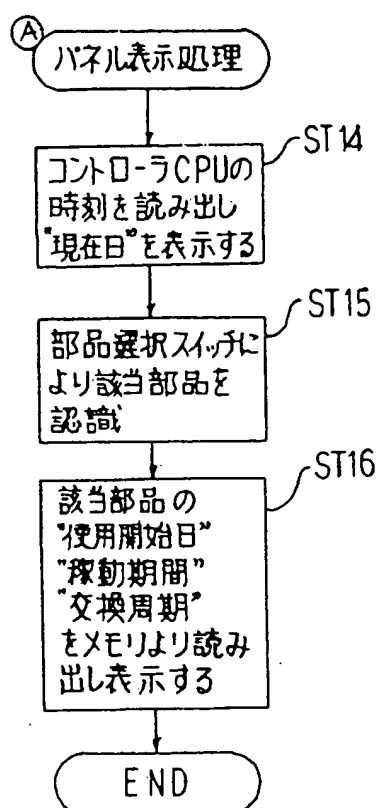 A
パネル表示処理
ST14
コントローラCPUの
時刻を読み出し
"現在日"を表示する
ST15
部品選択スイッチに
より該当部品を
認識
ST16
該当部品の
"使用開始日"
"稼動期間"
"交換周期"
をメモリより読み
出し表示する
END